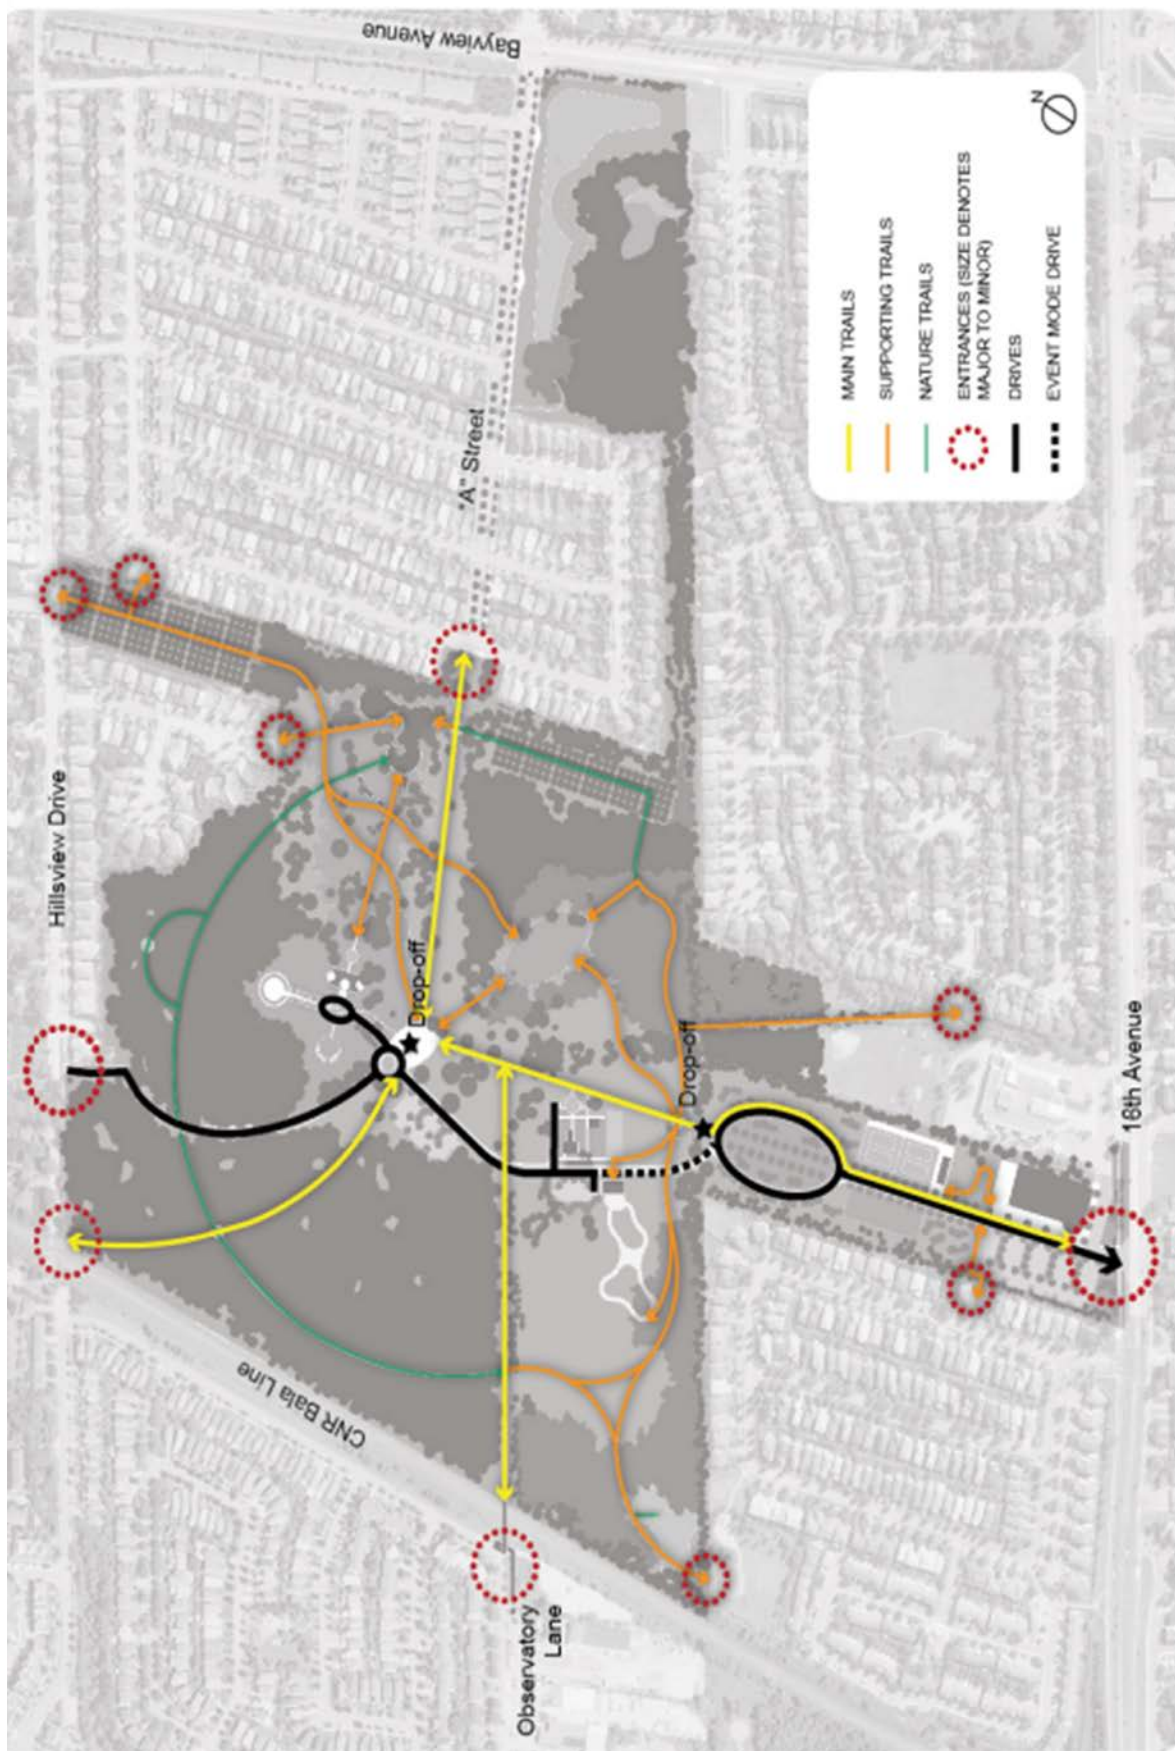 Bayview Avenue
Hillsview Drive
"A" Street
Drop-off
Drop-off
16th Avenue
CNR Bala Line
Observatory
Lane
N
MAIN TRAILS
SUPPORTING TRAILS
NATURE TRAILS
ENTRANCES (SIZE DENOTES
MAJOR TO MINOR)
DRIVES
EVENT MODE DRIVE